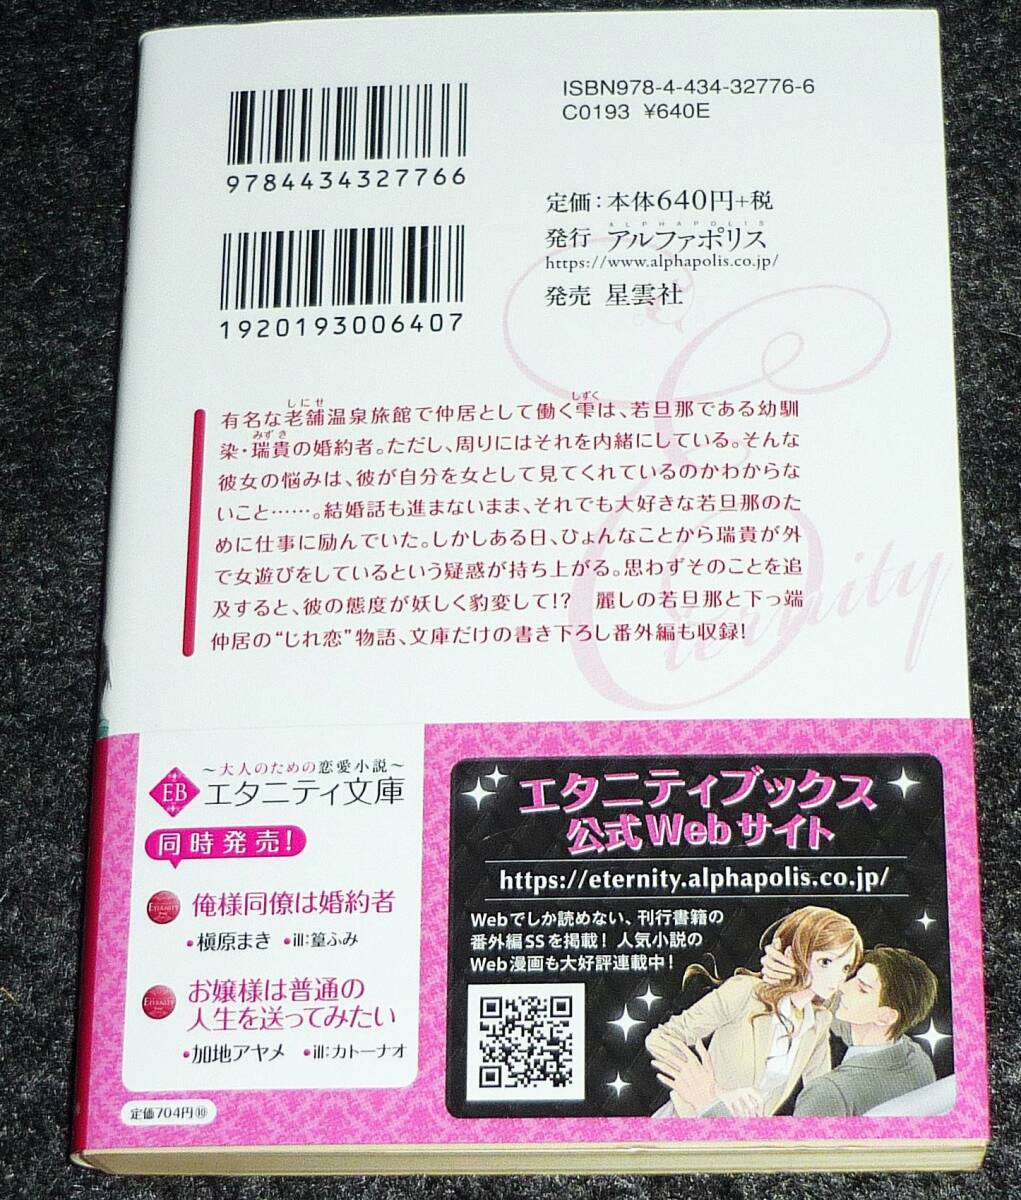 ISBN978-4-434-32776-6
C0193 ¥640E
9784434327766
定価:本体640円+税
ALPHAPOLIS
発行 アルファポリス
https://www.alphapolis.co.jp/
発売 星雲社
1920193006407
しにせ しずく
有名な老舗温泉旅館で仲居として働く雫は、若旦那である幼馴
みずき
染・瑞貴の婚約者。ただし、周りにはそれを内緒にしている。そんな
彼女の悩みは、彼が自分を女として見てくれているのかわからな
いこと……。結婚話も進まないまま、それでも大好きな若旦那のた
めに仕事に励んでいた。しかしある日、ひょんなことから瑞貴が外
で女遊びをしているという疑惑が持ち上がる。思わずそのことを追
及すると、彼の態度が妖しく豹変して!? 麗しの若旦那と下っ端
仲居の“じれ恋”物語、文庫だけの書き下ろし番外編も収録!
Eternity
~大人のための恋愛小説~
EB エタニティ文庫
同時発売!
ETERNITY
俺様同僚は婚約者
・槇原まき ・ill:篁ふみ
ETERNITY
お嬢様は普通の
人生を送ってみたい
・加地アヤメ ・ill:カトーナオ
定価704円⑩
エタニティブックス
公式Webサイト
https://eternity.alphapolis.co.jp/
Webでしか読めない、刊行書籍の
番外編SSを掲載! 人気小説の
Web漫画も大好評連載中!